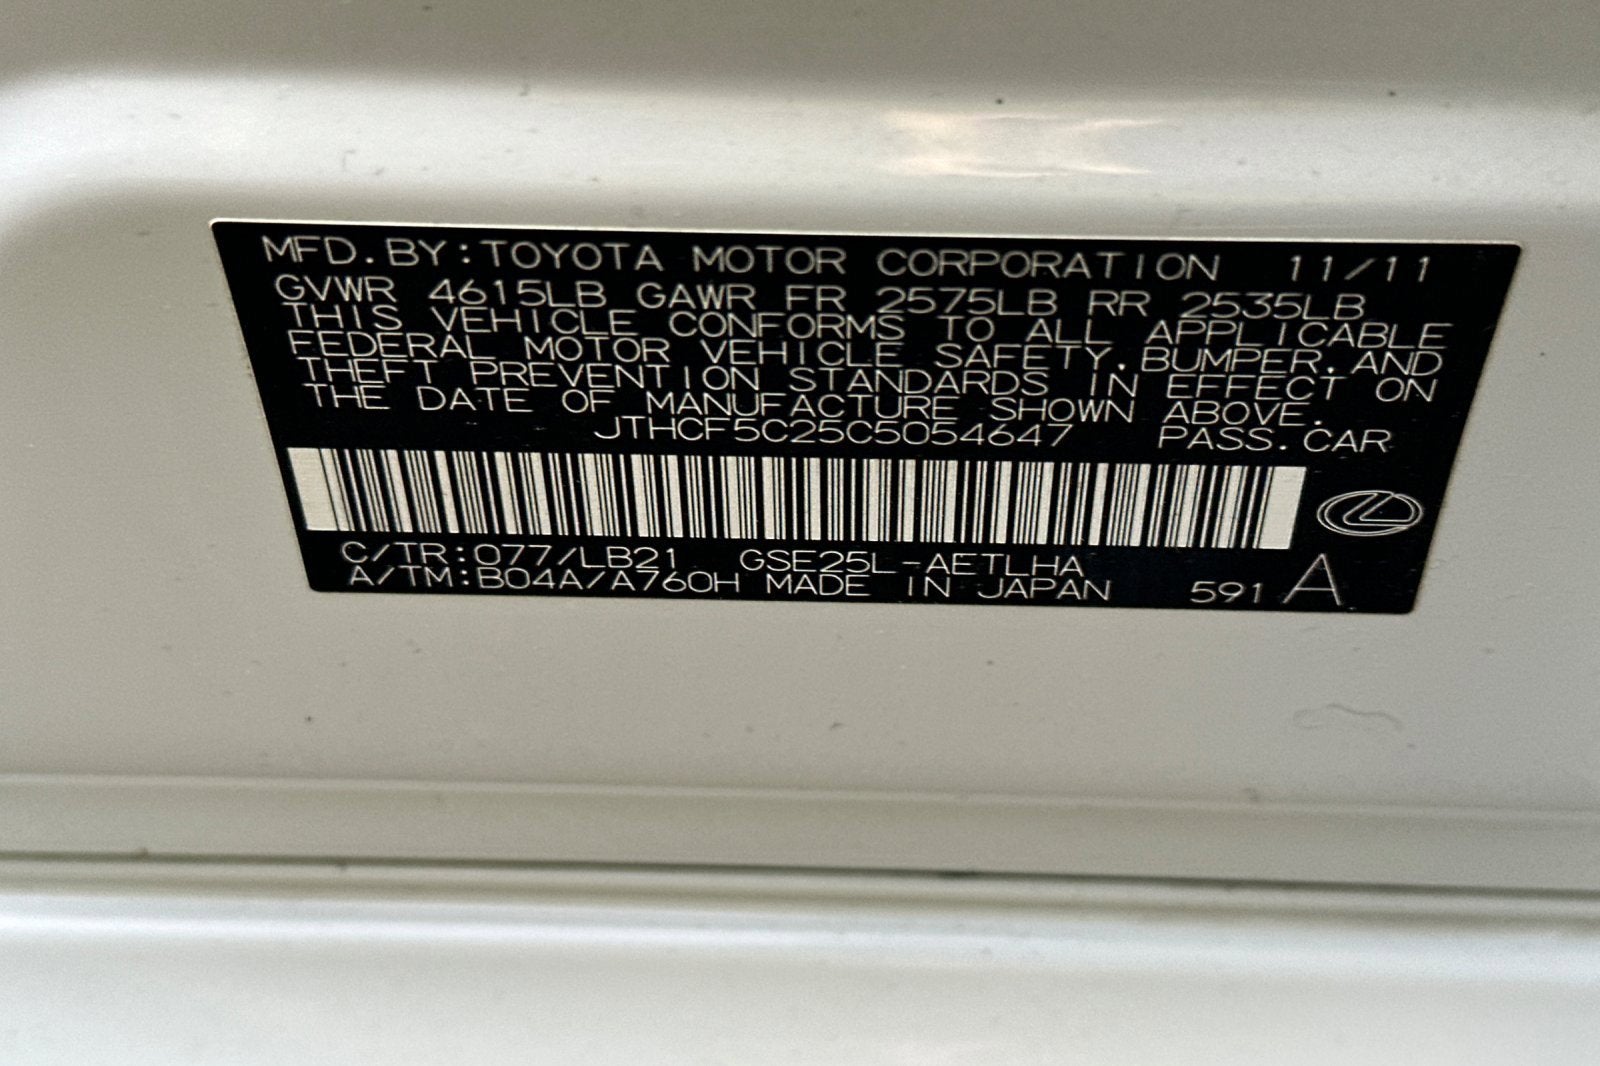 MFD.BY:TOYOTA MOTOR CORPORATION 11/11
GVWR 4615LB GAWR FR 2575LB RR 2535LB
THIS VEHICLE CONFORMS TO ALL APPLICABLE
FEDERAL MOTOR VEHICLE SAFETY,BUMPER,AND
THEFT PREVENTION STANDARDS IN EFFECT ON
THE DATE OF MANUFACTURE SHOWN ABOVE.
JTHCF5C25C5054647 PASS.CAR
C/TR:077/LB21 GSE25L-AETLHA
A/TM:B04A/A760H MADE IN JAPAN 591 A